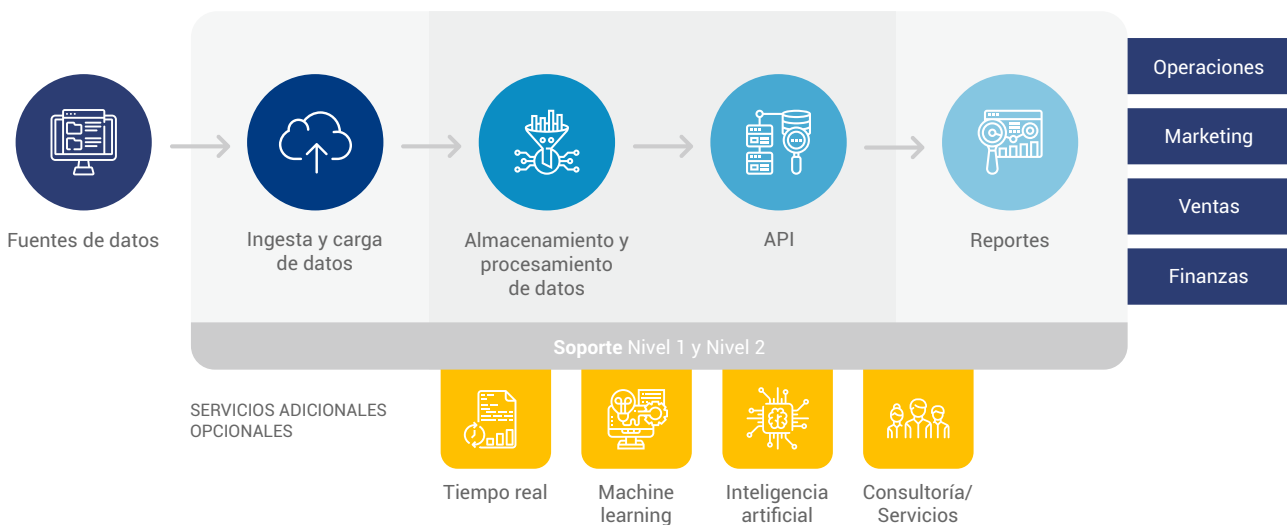 Fuentes de datos
Ingesta y carga
de datos
Almacenamiento y
procesamiento
de datos
API
Reportes
Operaciones
Marketing
Ventas
Finanzas
Soporte Nivel 1 y Nivel 2
SERVICIOS ADICIONALES
OPCIONALES
Tiempo real
Machine
learning
Inteligencia
artificial
Consultoría/
Servicios